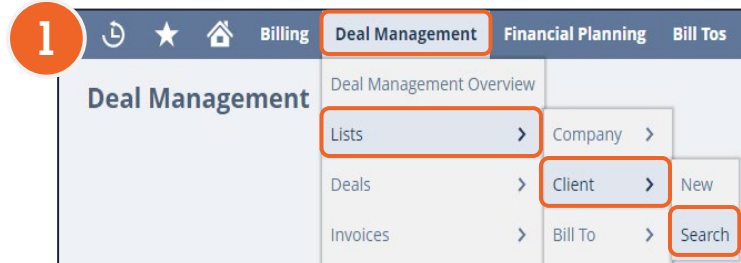 1
Billing Deal Management Financial Planning Bill Tos
Deal Management
Deal Management Overview
Lists Company
Deals Client New
Invoices Bill To Search